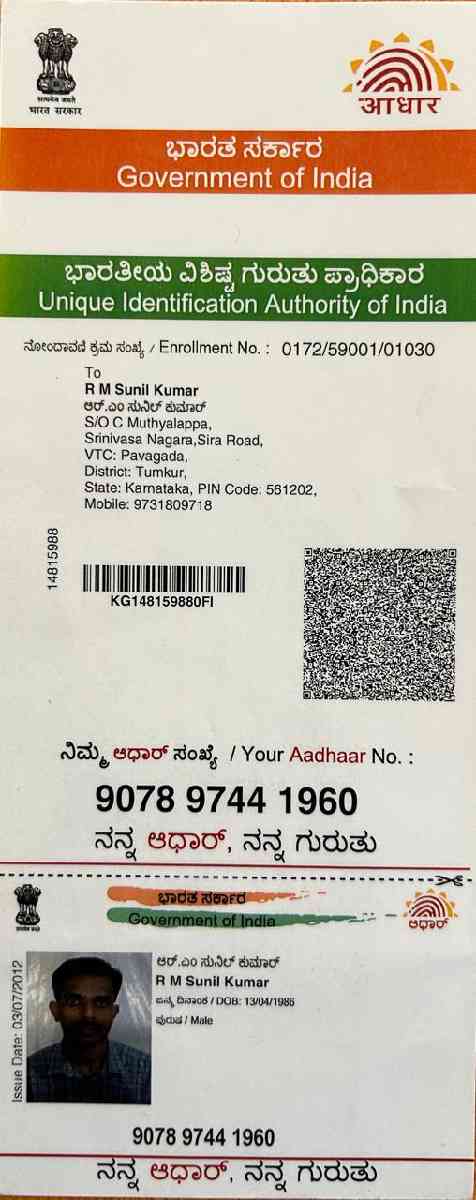 सत्यमेव जयते
भारत सरकार
आधार
ಭಾರತ ಸರ್ಕಾರ
Government of India
ಭಾರತೀಯ ವಿಶಿಷ್ಟ ಗುರುತು ಪ್ರಾಧಿಕಾರ
Unique Identification Authority of India
ನೋಂದಾವಣೆ ಕ್ರಮ ಸಂಖ್ಯೆ / Enrollment No. : 0172/59001/01030
To
R M Sunil Kumar
ಆರ್.ಎಂ ಸುನಿಲ್ ಕುಮಾರ್
S/O C Muthyalappa,
Srinivasa Nagara,Sira Road,
VTC: Pavagada,
District: Tumkur,
State: Karnataka, PIN Code: 561202,
Mobile: 9731809718
14815988
KG148159880FI
ನಿಮ್ಮ ಆಧಾರ್ ಸಂಖ್ಯೆ / Your Aadhaar No. :
9078 9744 1960
ನನ್ನ ಆಧಾರ್, ನನ್ನ ಗುರುತು
ಭಾರತ ಸರ್ಕಾರ
Government of India
ಆಧಾರ್
Issue Date: 03/07/2012
ಆರ್.ಎಂ ಸುನಿಲ್ ಕುಮಾರ್
R M Sunil Kumar
ಜನ್ಮ ದಿನಾಂಕ / DOB: 13/04/1986
ಪುರುಷ / Male
9078 9744 1960
ನನ್ನ ಆಧಾರ್, ನನ್ನ ಗುರುತು